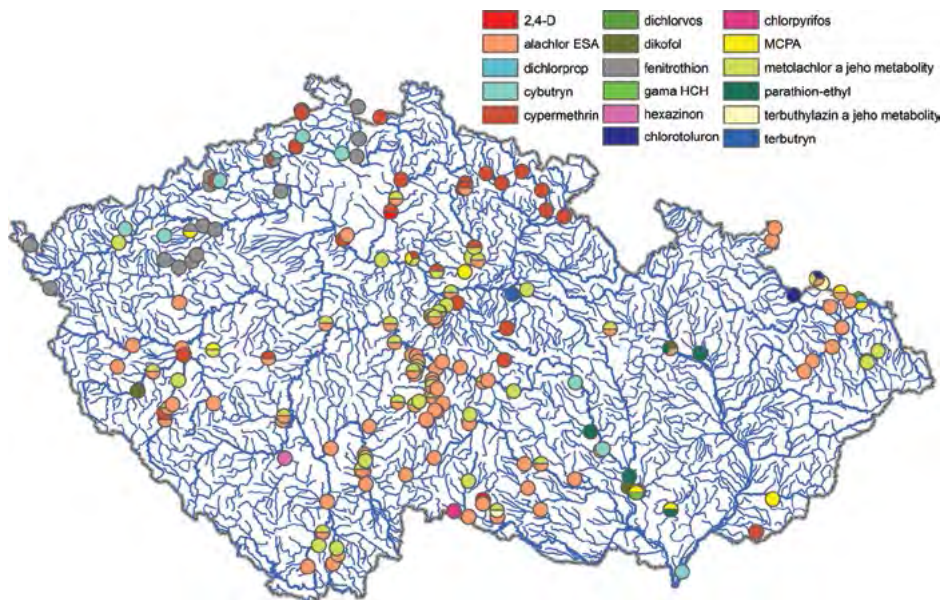 2,4-D
alachlor ESA
dichlorprop
cybutryn
cypermethrin
dichlorvos
dikofol
fenitrothion
gama HCH
hexazinon
chlorotoluron
chlorpyrifos
MCPA
metolachlor a jeho metabolity
parathion-ethyl
terbuthylazin a jeho metabolity
terbutryn